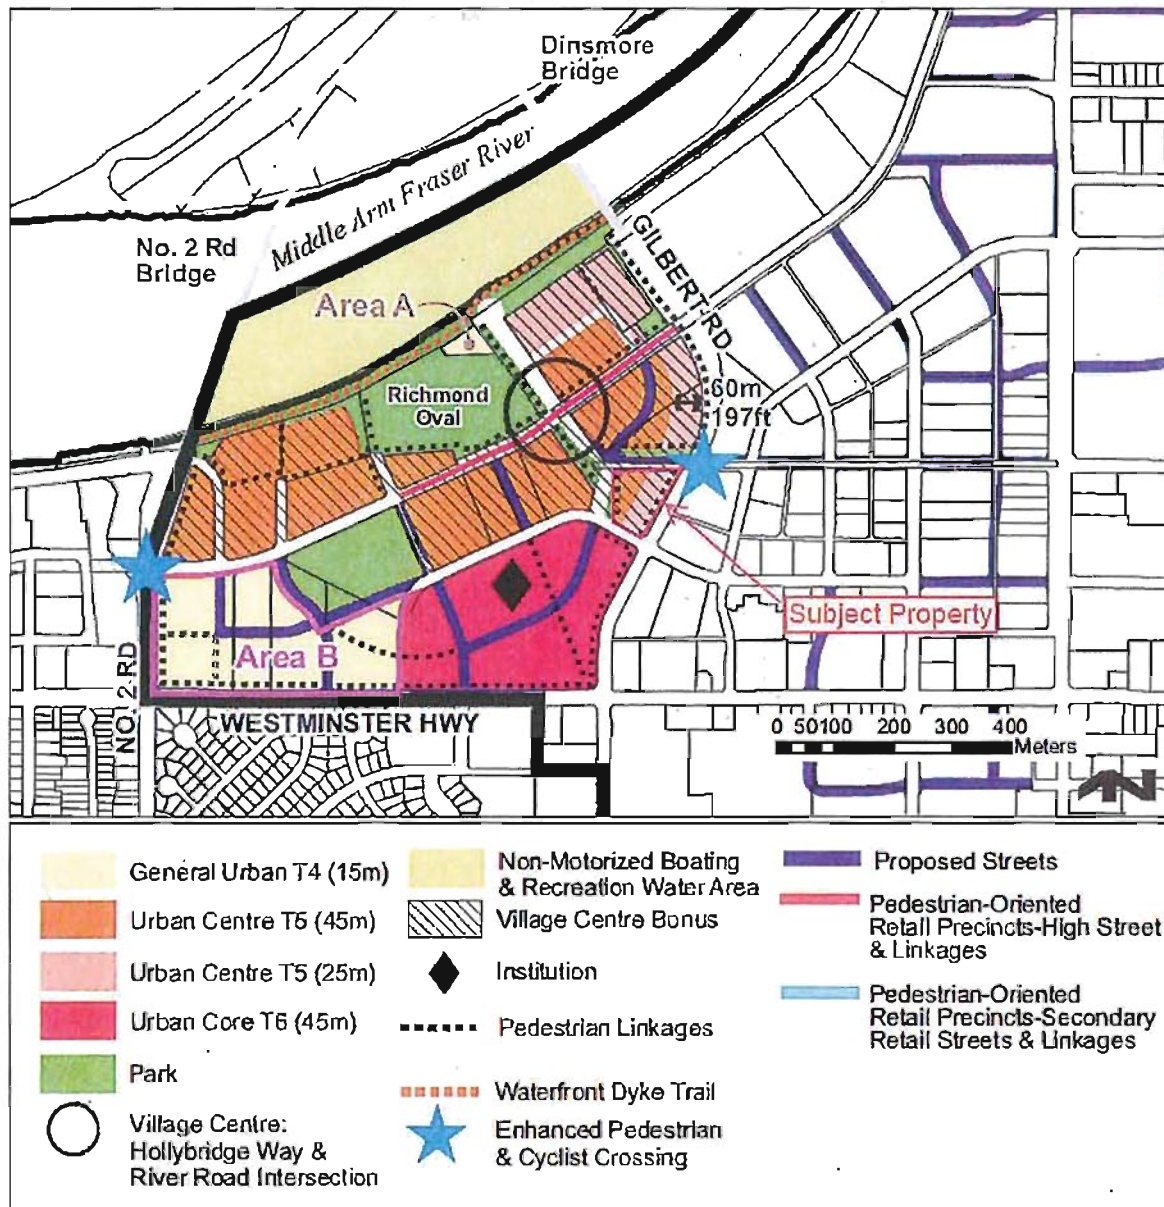 Dinsmore
Bridge
Middle Arm Fraser River
No. 2 Rd
Bridge
GILBERT RD
Area A
Richmond
Oval
60m
197ft
Subject Property
Area B
NO. 2 RD
WESTMINSTER HWY
0 50 100 200 300 400
Meters
N
General Urban T4 (15m)
Urban Centre T6 (45m)
Urban Centre T5 (25m)
Urban Core T6 (45m)
Park
Village Centre:
Hollybridge Way &
River Road Intersection
Non-Motorized Boating
& Recreation Water Area
Village Centre Bonus
Institution
Pedestrian Linkages
Waterfront Dyke Trail
Enhanced Pedestrian
& Cyclist Crossing
Proposed Streets
Pedestrian-Oriented
Retail Precincts-High Street
& Linkages
Pedestrian-Oriented
Retail Precincts-Secondary
Retail Streets & Linkages